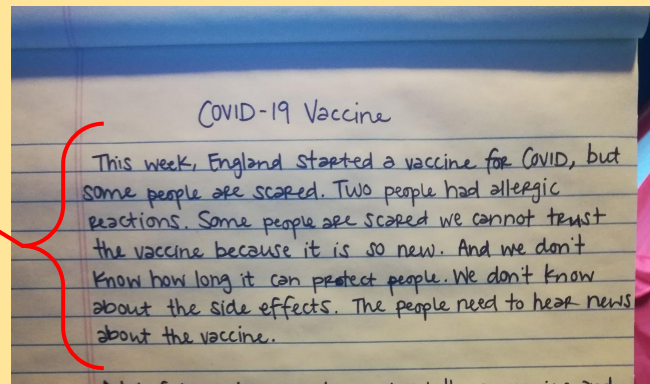 COVID-19 Vaccine
This week, England started a vaccine for COVID, but
some people are scared. Two people had allergic
reactions. Some people are scared we cannot trust
the vaccine because it is so new. And we don't
know how long it can protect people. We don't know
about the side effects. The people need to hear news
about the vaccine.